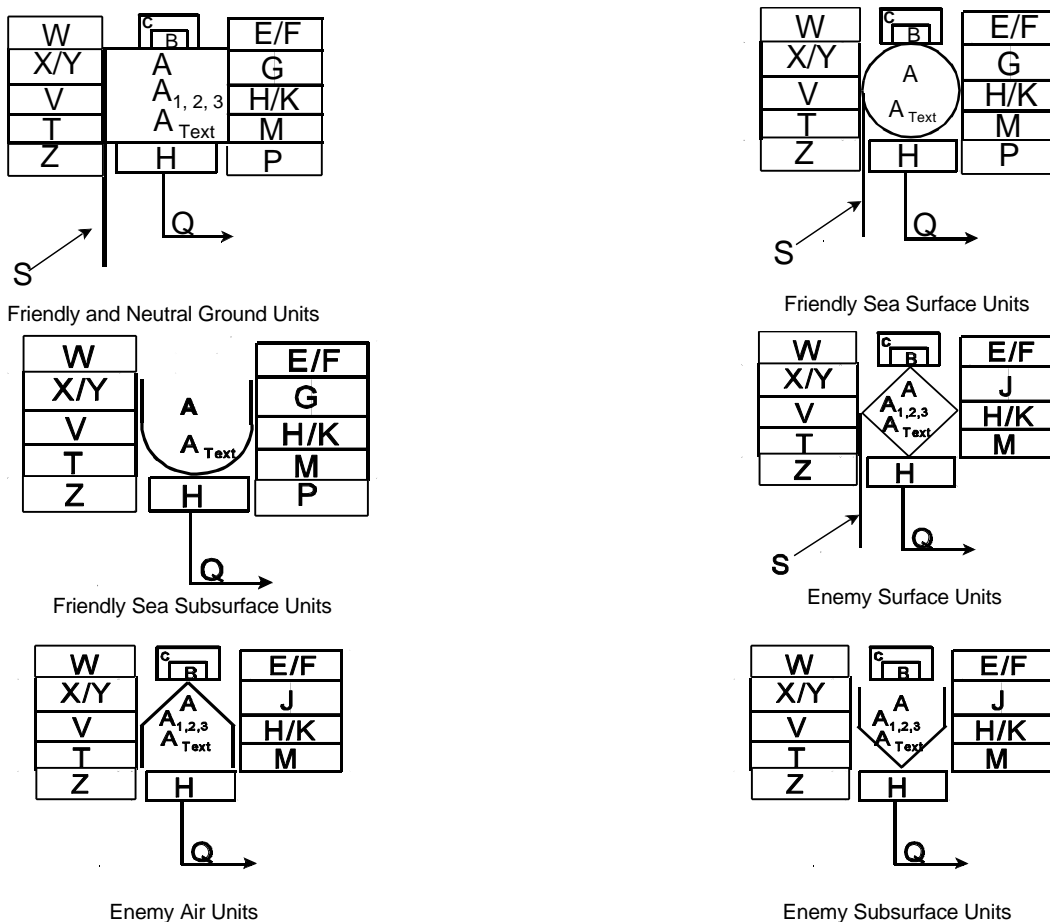 C
B
W
X/Y
V
T
Z
A
A1, 2, 3
A Text
H
E/F
G
H/K
M
P
Q
S
Friendly and Neutral Ground Units
C
B
W
X/Y
V
T
Z
A
A Text
H
E/F
G
H/K
M
P
Q
S
Friendly Sea Surface Units
W
X/Y
V
T
Z
A
A Text
H
E/F
G
H/K
M
P
Q
Friendly Sea Subsurface Units
C
B
W
X/Y
V
T
Z
A
A1,2,3
A Text
H
E/F
J
H/K
M
Q
S
Enemy Surface Units
C
B
W
X/Y
V
T
Z
A
A1,2,3
A Text
H
E/F
J
H/K
M
Q
Enemy Air Units
C
B
W
X/Y
V
T
Z
A
A1,2,3
A Text
H
E/F
J
H/K
M
Q
Enemy Subsurface Units